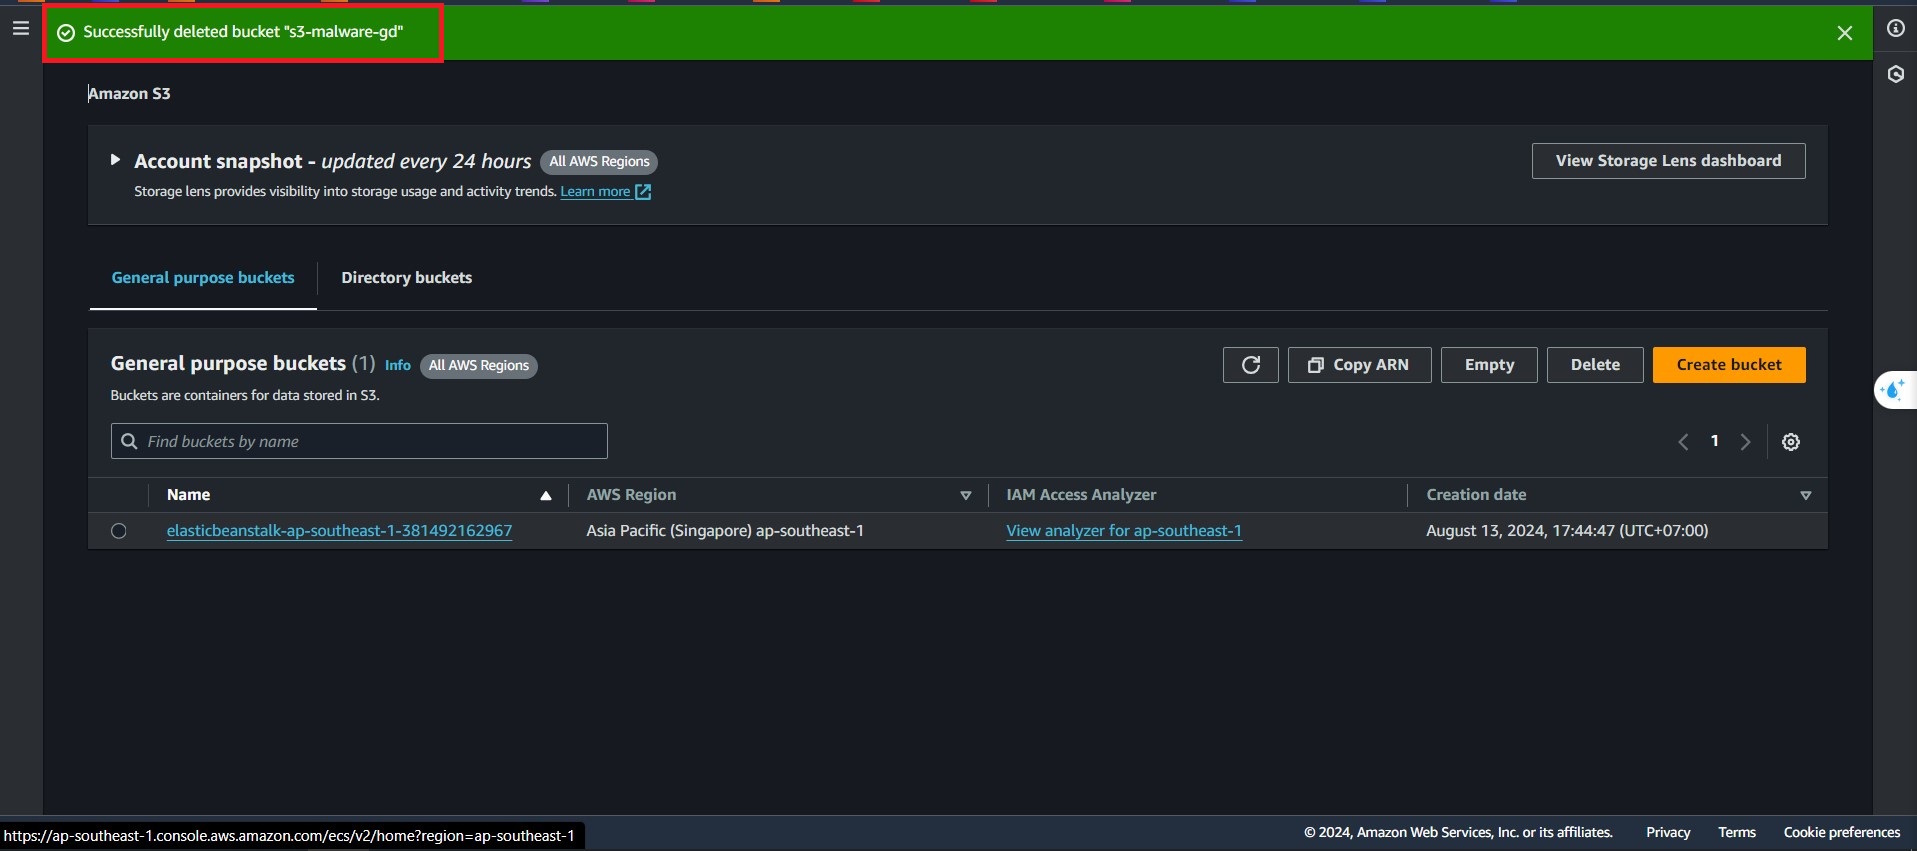 Successfully deleted bucket "s3-malware-gd"
Amazon S3
Account snapshot - updated every 24 hours All AWS Regions
View Storage Lens dashboard
Storage lens provides visibility into storage usage and activity trends. Learn more
General purpose buckets Directory buckets
General purpose buckets (1) Info All AWS Regions
Copy ARN Empty Delete Create bucket
Buckets are containers for data stored in S3.
Find buckets by name
1
Name AWS Region IAM Access Analyzer Creation date
elasticbeanstalk-ap-southeast-1-381492162967 Asia Pacific (Singapore) ap-southeast-1 View analyzer for ap-southeast-1 August 13, 2024, 17:44:47 (UTC+07:00)
https://ap-southeast-1.console.aws.amazon.com/ecs/v2/home?region=ap-southeast-1
© 2024, Amazon Web Services, Inc. or its affiliates. Privacy Terms Cookie preferences